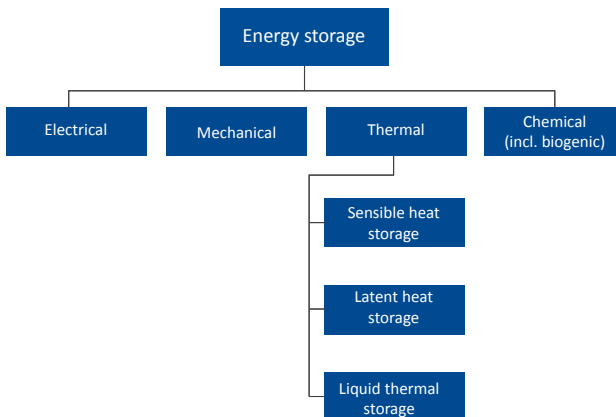 Energy storage
Electrical
Mechanical
Thermal
Chemical
(incl. biogenic)
Sensible heat
storage
Latent heat
storage
Liquid thermal
storage